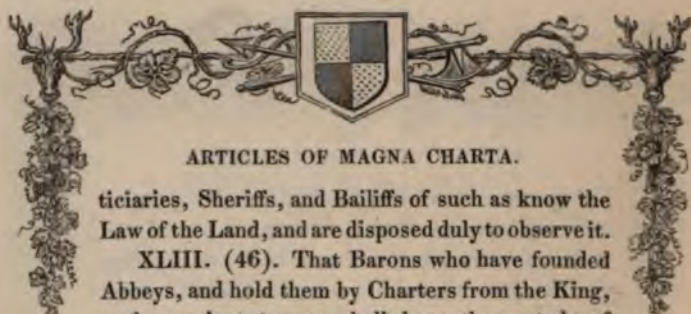 ARTICLES OF MAGNA CHARTA.
ticiaries, Sheriffs, and Bailiffs of such as know the
Law of the Land, and are disposed duly to observe it.
XLIII. (46). That Barons who have founded
Abbeys, and hold them by Charters from the King,